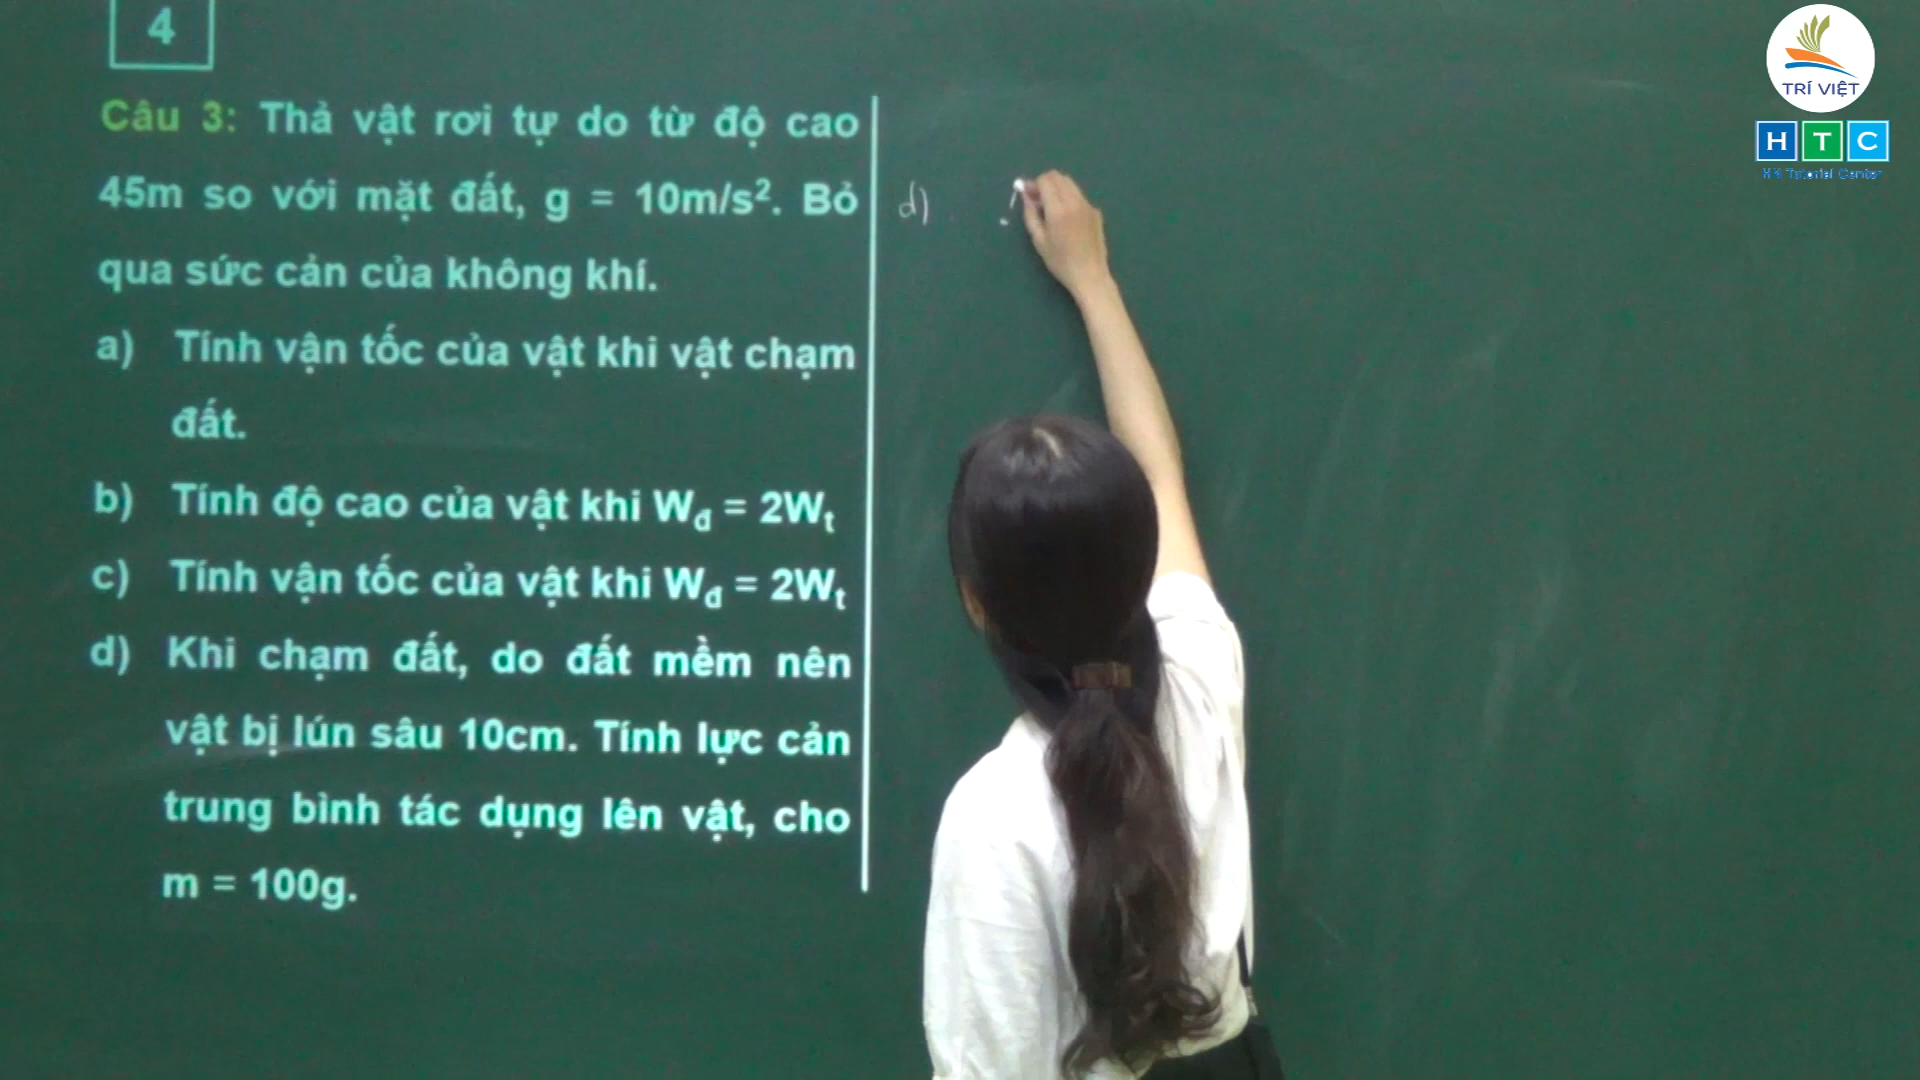 4
Câu 3: Thả vật rơi tự do từ độ cao
45m so với mặt đất, g = 10m/s². Bỏ
qua sức cản của không khí.
a) Tính vận tốc của vật khi vật chạm
đất.
b) Tính độ cao của vật khi Wđ = 2Wt
c) Tính vận tốc của vật khi Wđ = 2Wt
d) Khi chạm đất, do đất mềm nên
vật bị lún sâu 10cm. Tính lực cản
trung bình tác dụng lên vật, cho
m = 100g.
d)
TRÍ VIỆT
H T C